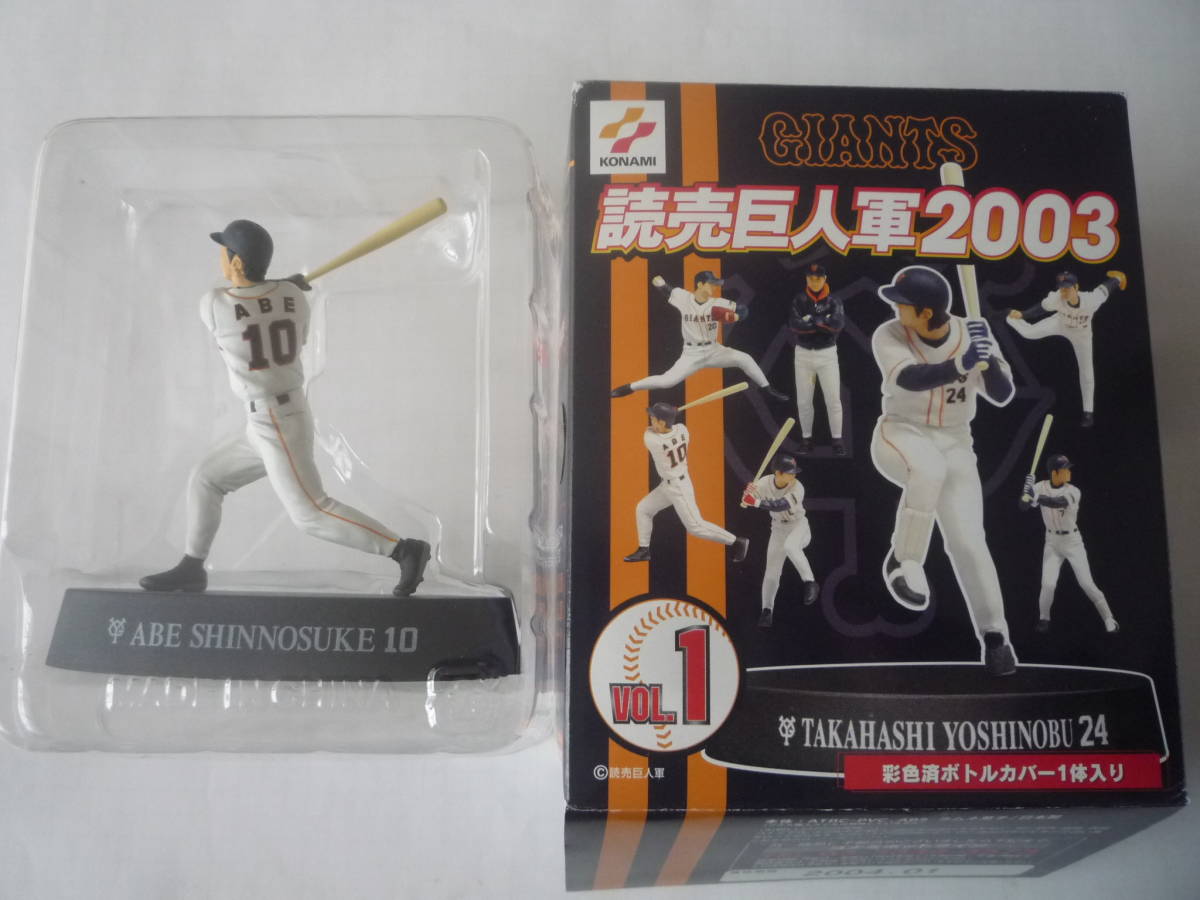 ABE
10
ABE SHINNOSUKE 10
KONAMI
GIANTS
読売巨人軍2003
GIANTS
20
24
ABE
10
VOL.1
TAKAHASHI YOSHINOBU 24
彩色済ボトルカバー1体入り
©読売巨人軍
2004.01